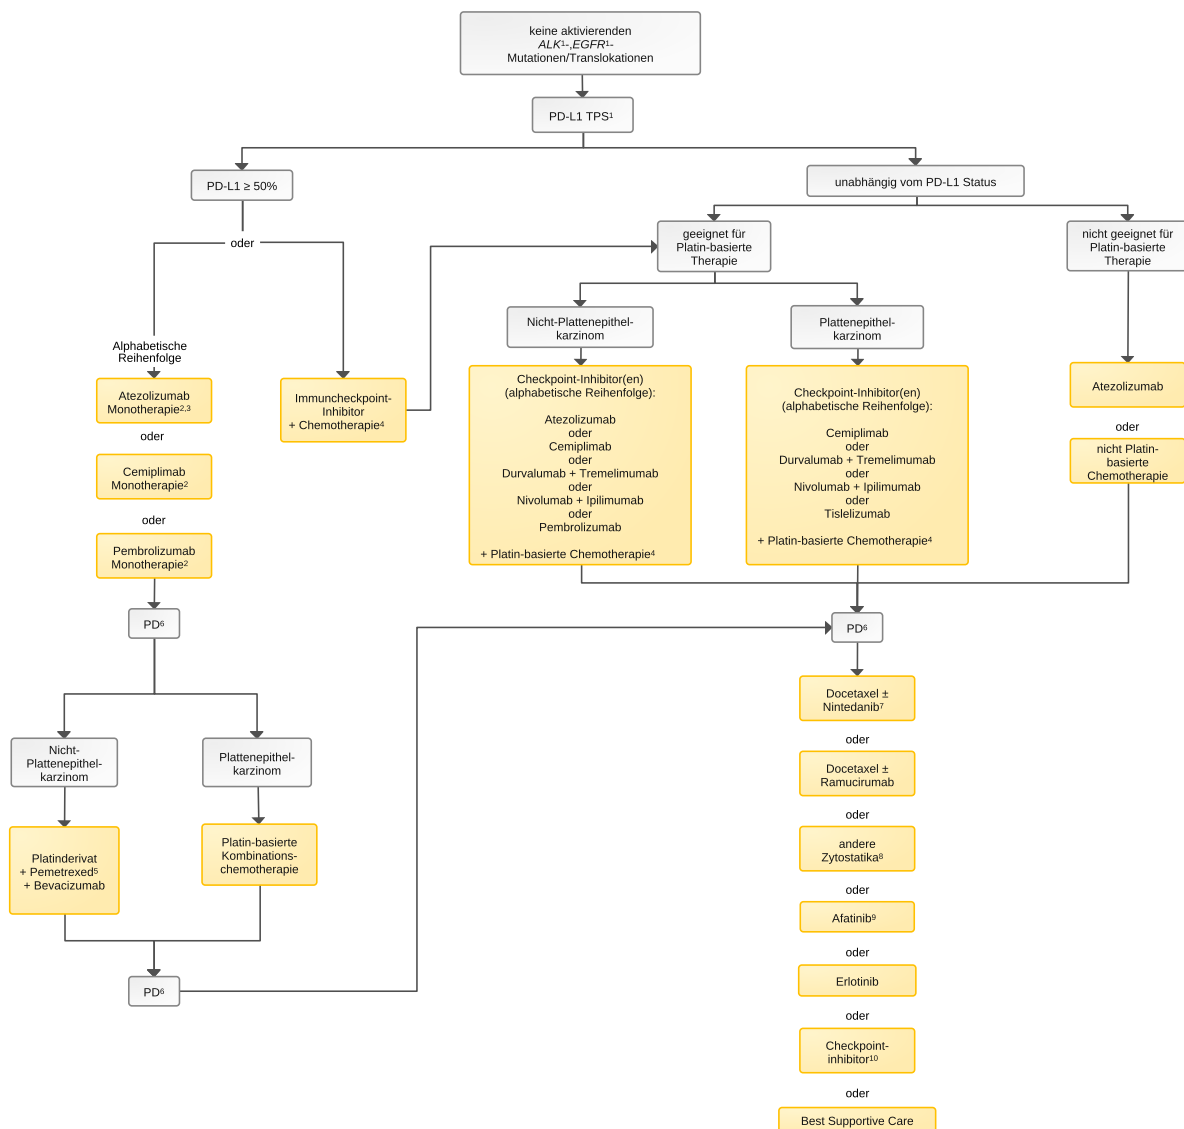 keine aktivierenden
ALK¹-,EGFR¹-
Mutationen/Translokationen
PD-L1 TPS¹
PD-L1 ≥ 50%
unabhängig vom PD-L1 Status
oder
geeignet für
Platin-basierte
Therapie
nicht geeignet für
Platin-basierte
Therapie
Nicht-Plattenepithel-
karzinom
Plattenepithel-
karzinom
Alphabetische
Reihenfolge
Atezolizumab
Monotherapie²,³
oder
Cemiplimab
Monotherapie²
oder
Pembrolizumab
Monotherapie²
Immuncheckpoint-
Inhibitor
+ Chemotherapie⁴
Checkpoint-Inhibitor(en)
(alphabetische Reihenfolge):
Atezolizumab
oder
Cemiplimab
oder
Durvalumab + Tremelimumab
oder
Nivolumab + Ipilimumab
oder
Pembrolizumab
+ Platin-basierte Chemotherapie⁴
Checkpoint-Inhibitor(en)
(alphabetische Reihenfolge):
Cemiplimab
oder
Durvalumab + Tremelimumab
oder
Nivolumab + Ipilimumab
oder
Tislelizumab
+ Platin-basierte Chemotherapie⁴
Atezolizumab
oder
nicht Platin-
basierte
Chemotherapie
PD⁶
Nicht-
Plattenepithel-
karzinom
Plattenepithel-
karzinom
Platinderivat
+ Pemetrexed⁵
+ Bevacizumab
Platin-basierte
Kombinations-
chemotherapie
PD⁶
PD⁶
Docetaxel ±
Nintedanib⁷
oder
Docetaxel ±
Ramucirumab
oder
andere
Zytostatika⁸
oder
Afatinib⁹
oder
Erlotinib
oder
Checkpoint-
inhibitor¹⁰
oder
Best Supportive Care